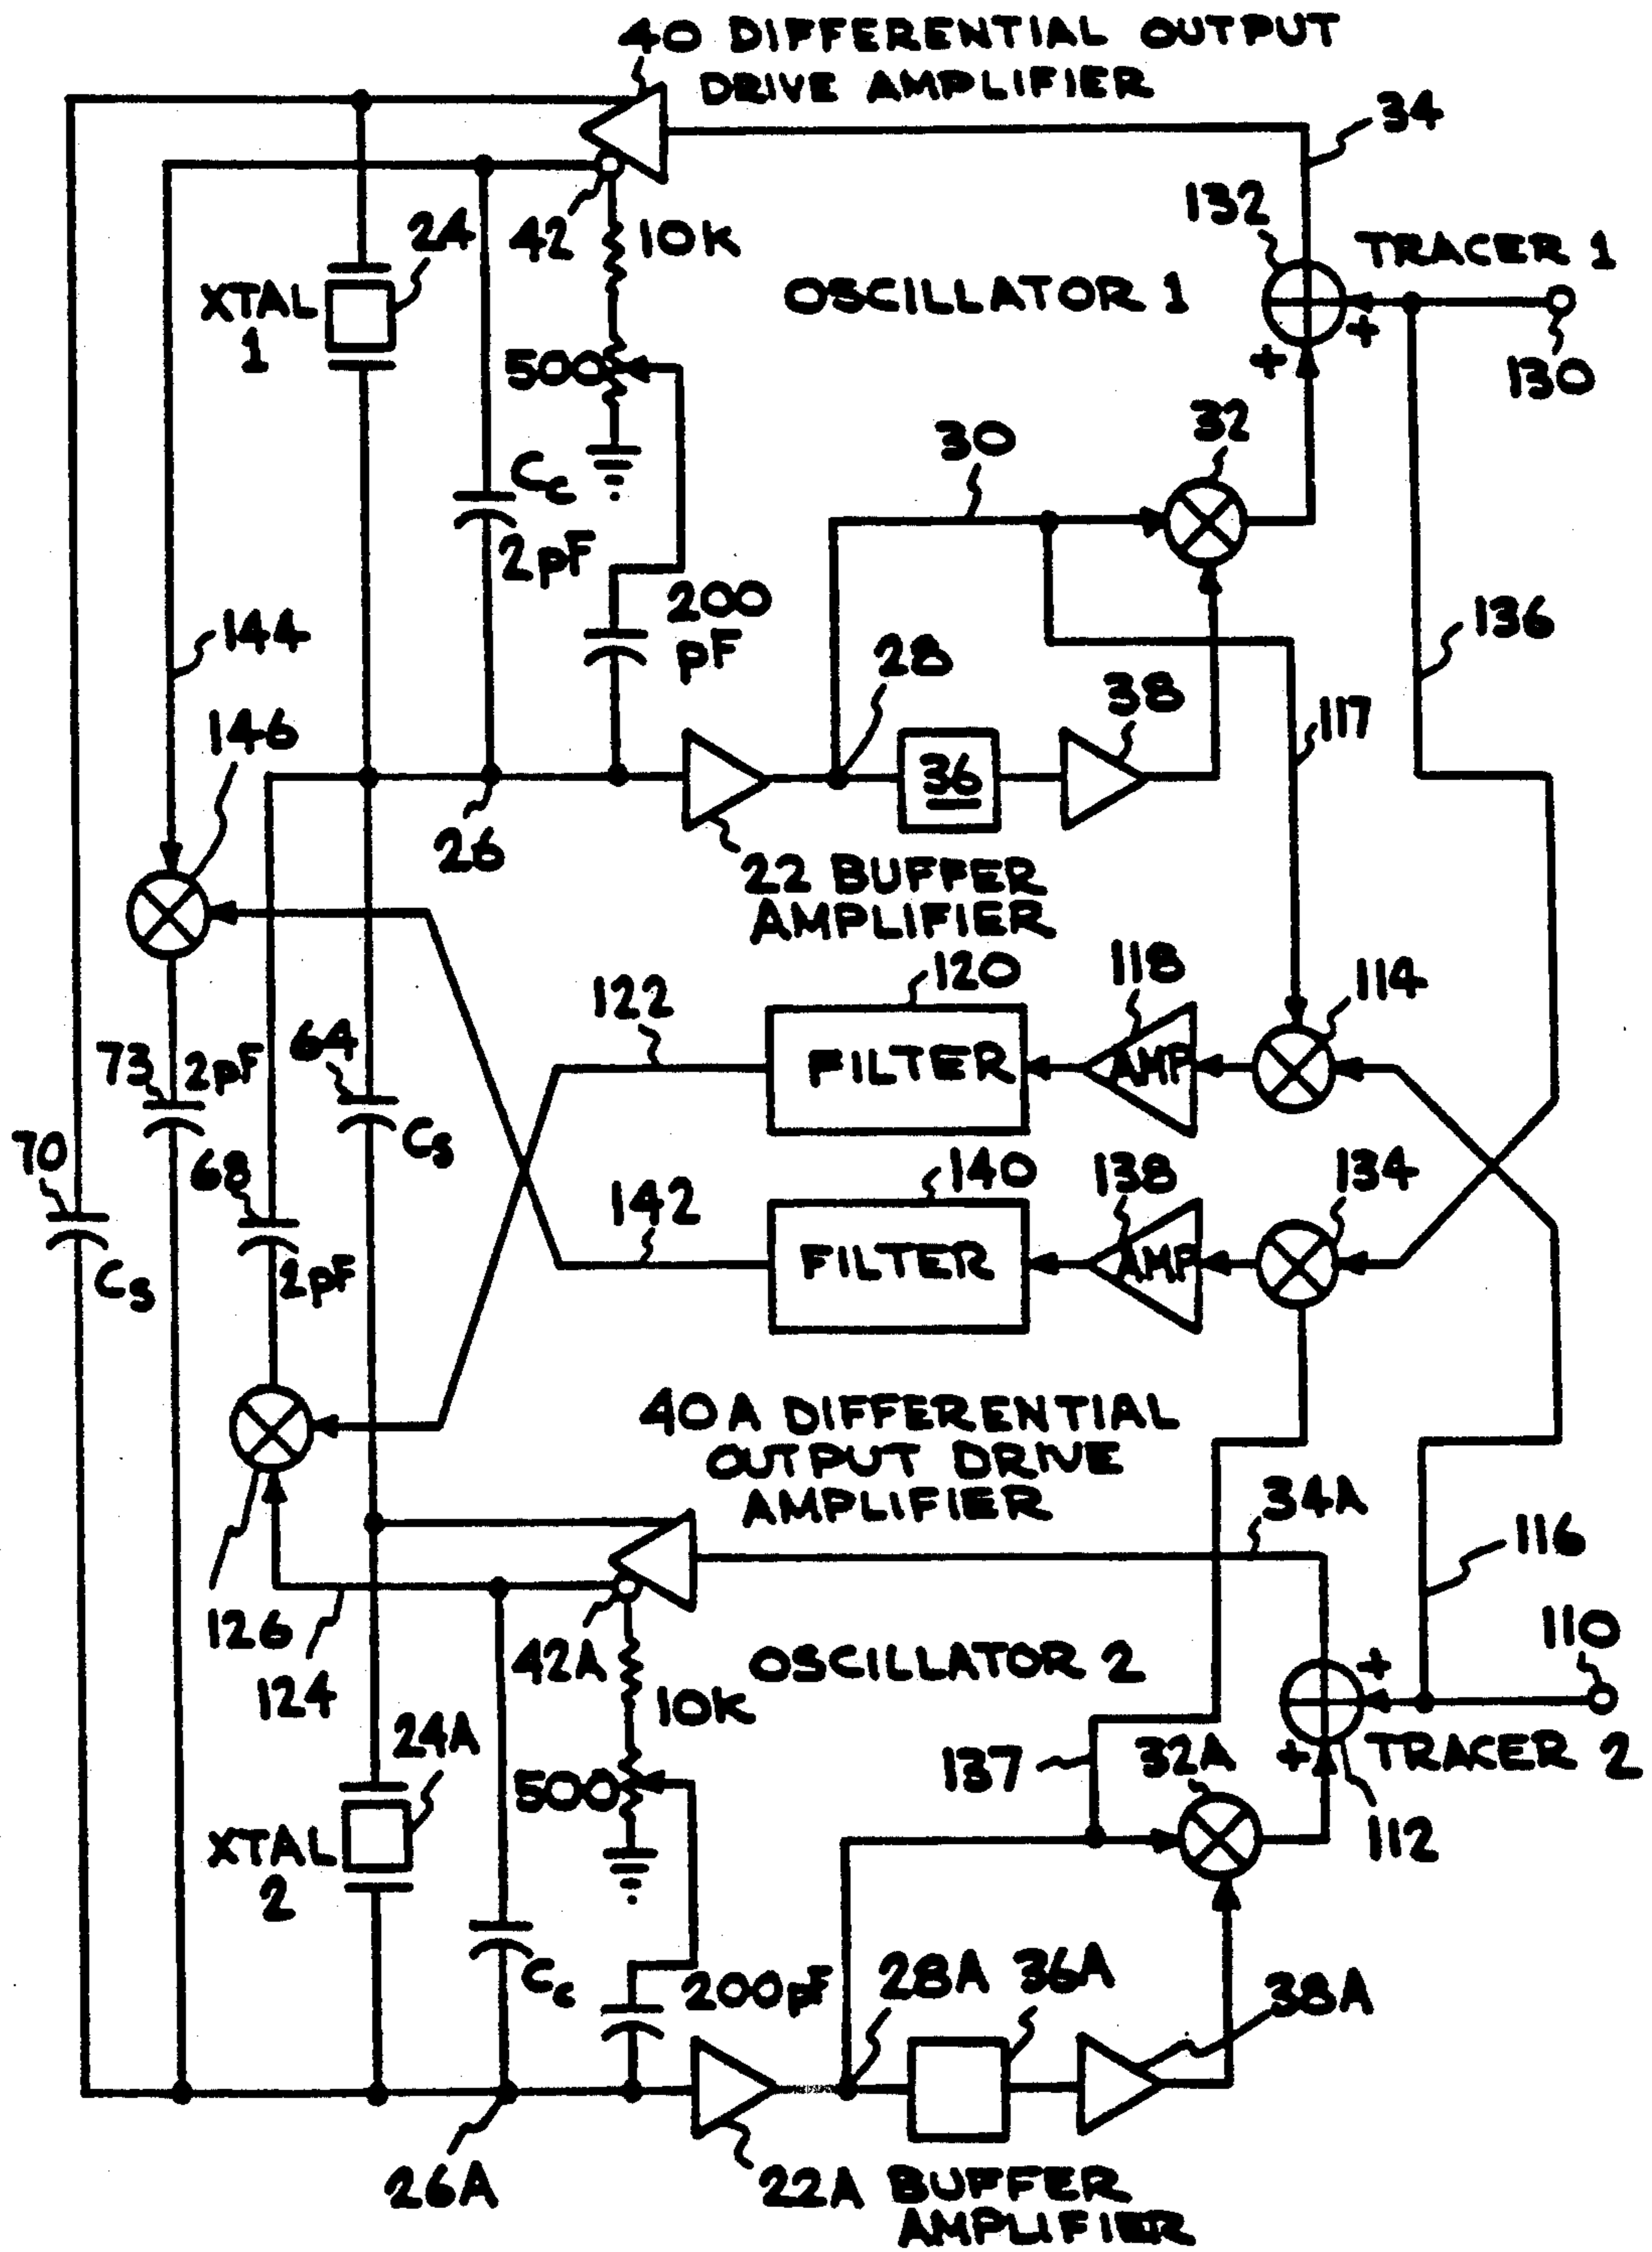 40 DIFFERENTIAL OUTPUT
DRIVE AMPLIFIER
34
132
TRACER 1
24
42
10K
OSCILLATOR 1
XTAL
1
130
500
32
30
Cc
2pF
200
pF
136
144
28
38
117
146
36
26
22 BUFFER
AMPLIFIER
120
118
114
122
64
73
2pF
FILTER
AMP
Cs
70
68
140
138
134
142
FILTER
AMP
Cs
2pF
40A DIFFERENTIAL
OUTPUT DRIVE
AMPLIFIER
34A
116
126
42A
OSCILLATOR 2
110
124
10K
24A
137
32A
TRACER 2
500
XTAL
2
112
Cc
200pF
28A
36A
38A
26A
22A BUFFER
AMPLIFIER